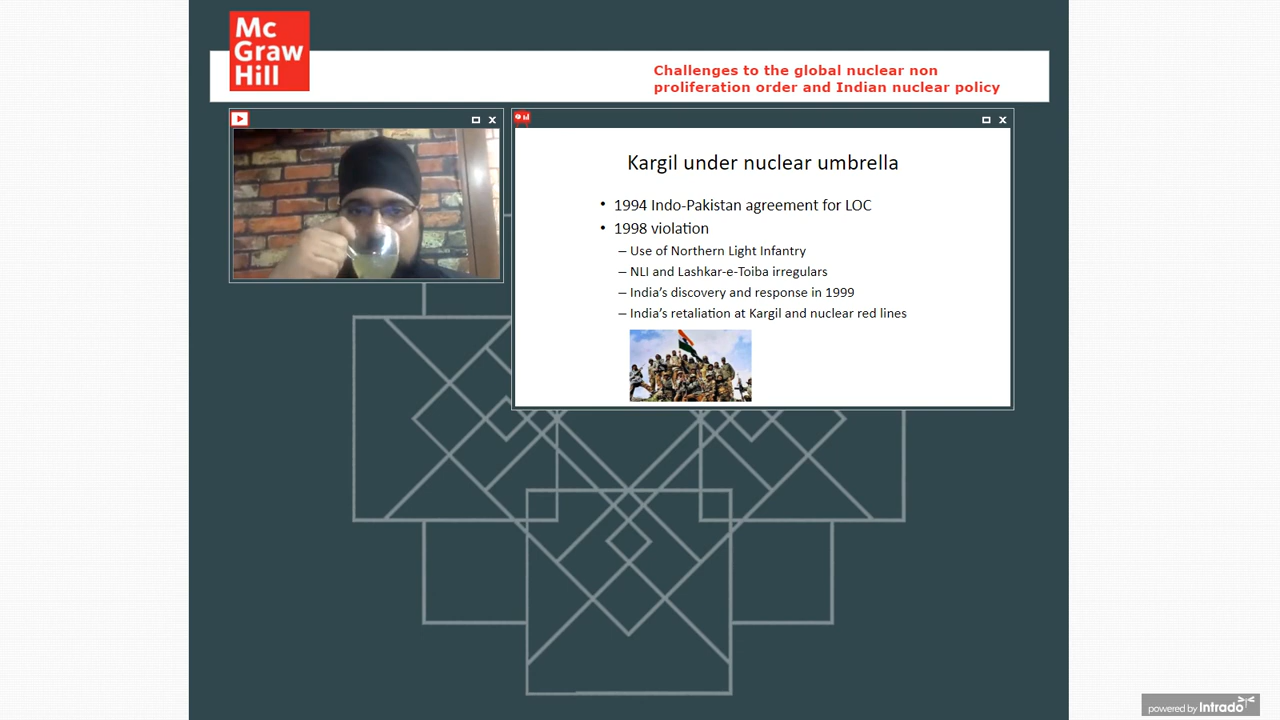 Mc
Graw
Hill
Challenges to the global nuclear non
proliferation order and Indian nuclear policy
Kargil under nuclear umbrella
• 1994 Indo-Pakistan agreement for LOC
• 1998 violation
– Use of Northern Light Infantry
– NLI and Lashkar-e-Toiba irregulars
– India's discovery and response in 1999
– India's retaliation at Kargil and nuclear red lines
powered by Intrado